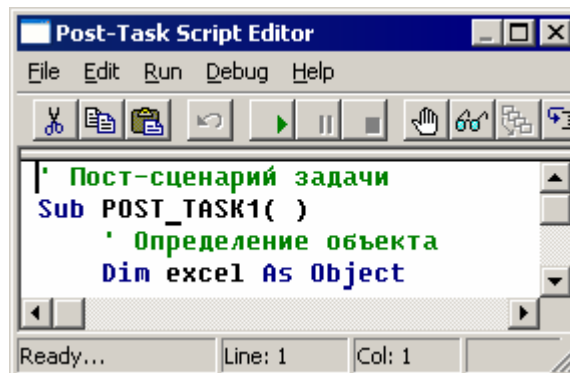 Post-Task Script Editor
File Edit Run Debug Help
' Пост-сценарий задачи
Sub POST_TASK1( )
' Определение объекта
Dim excel As Object
Ready... Line: 1 Col: 1